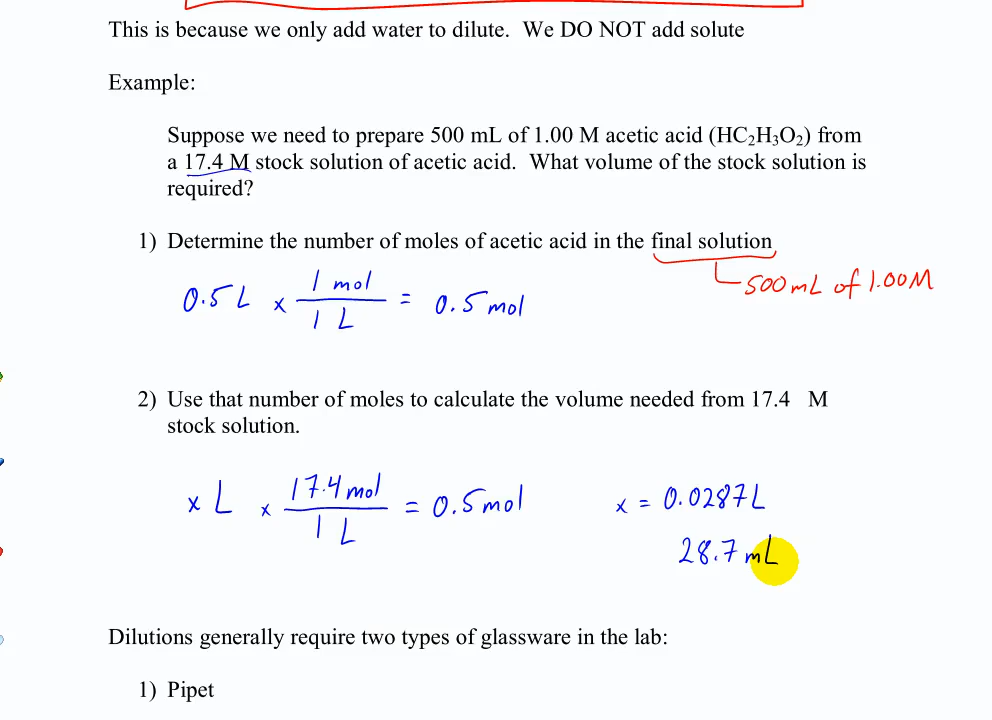 This is because we only add water to dilute. We DO NOT add solute
Example:
Suppose we need to prepare 500 mL of 1.00 M acetic acid (HC₂H₃O₂) from
a 17.4 M stock solution of acetic acid. What volume of the stock solution is
required?
1) Determine the number of moles of acetic acid in the final solution
500 mL of 1.00 M
0.5 L x 1 mol / 1 L = 0.5 mol
2) Use that number of moles to calculate the volume needed from 17.4 M
stock solution.
x L x 17.4 mol / 1 L = 0.5 mol
x = 0.0287 L
28.7 mL
Dilutions generally require two types of glassware in the lab:
1) Pipet